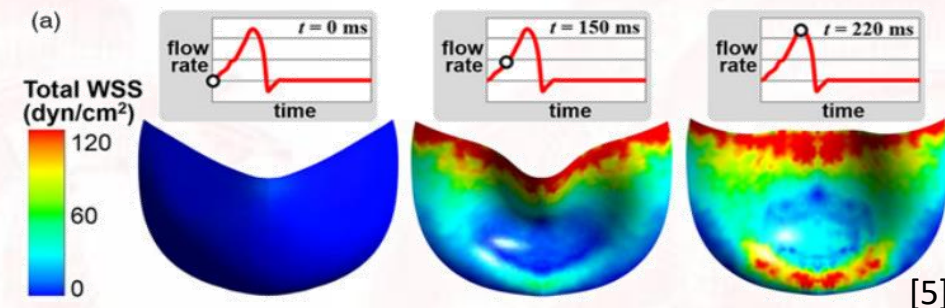 (a)
t = 0 ms
flow
rate
time
t = 150 ms
flow
rate
time
t = 220 ms
flow
rate
time
Total WSS
(dyn/cm²)
120
60
0
[5]